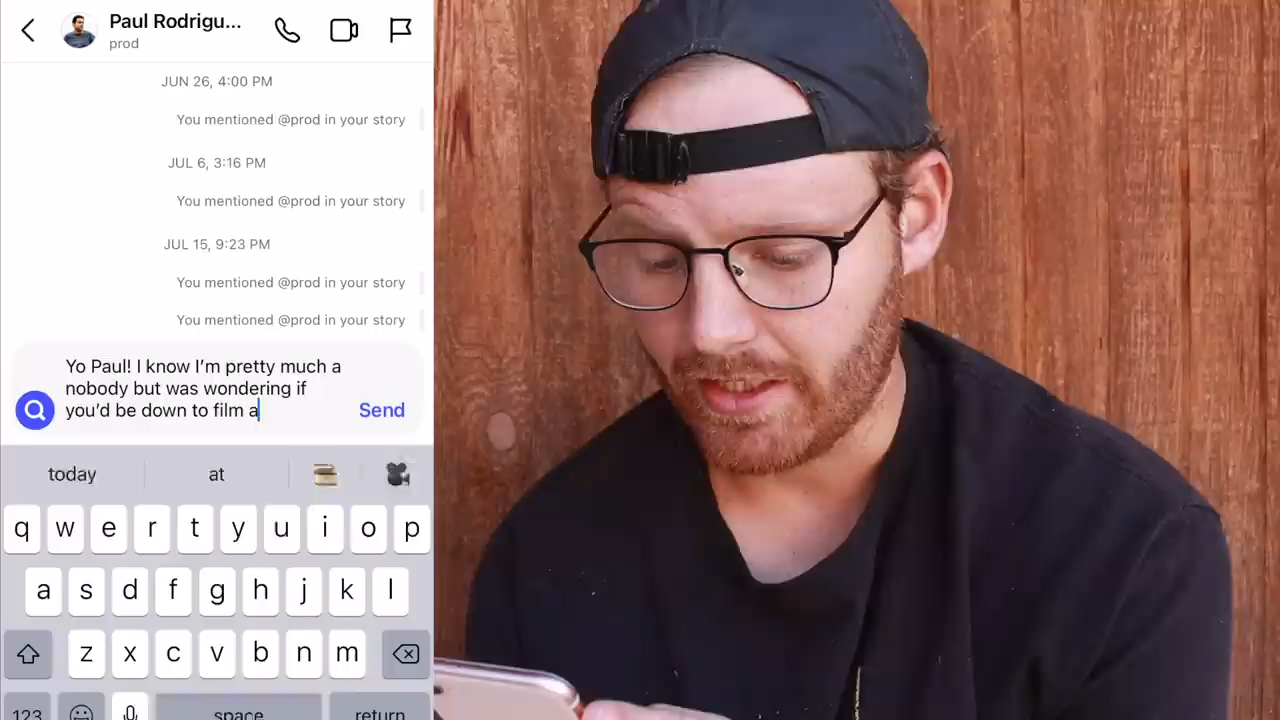 Paul Rodrigu...
prod
JUN 26, 4:00 PM
You mentioned @prod in your story
JUL 6, 3:16 PM
You mentioned @prod in your story
JUL 15, 9:23 PM
You mentioned @prod in your story
You mentioned @prod in your story
Yo Paul! I know I’m pretty much a
nobody but was wondering if
you’d be down to film a
Send
today at
q w e r t y u i o p
a s d f g h j k l
z x c v b n m
123 space return